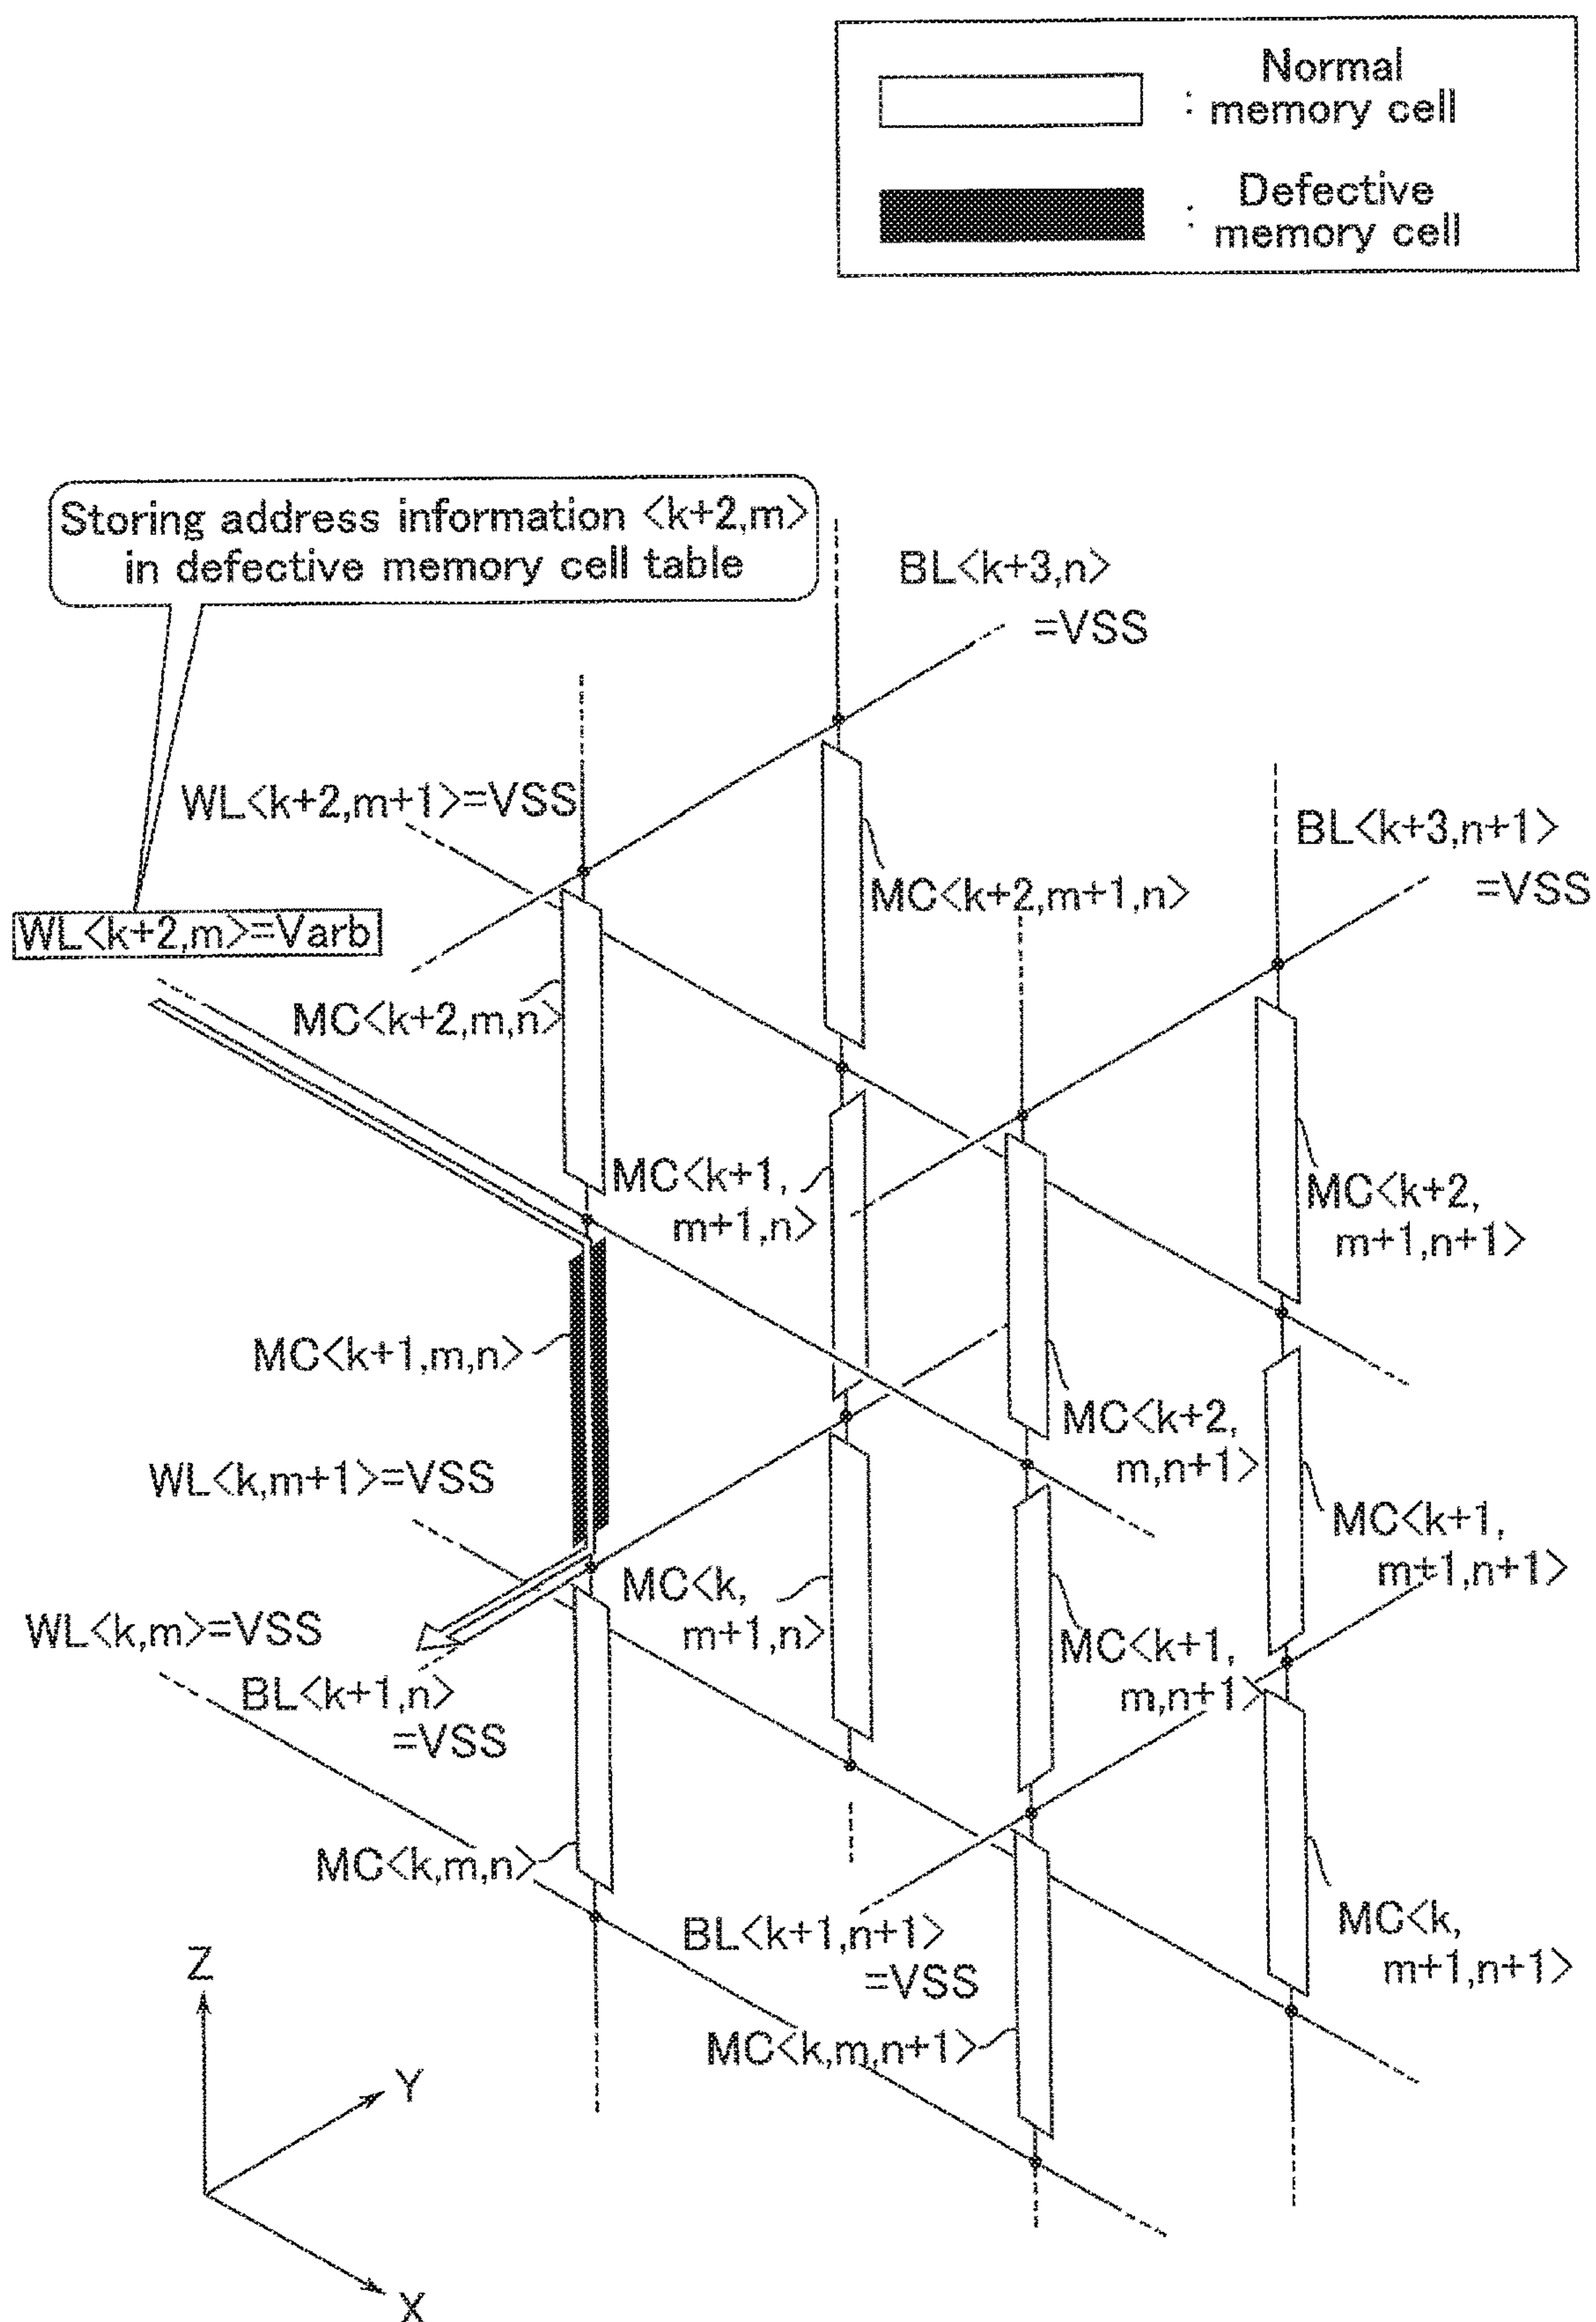 Normal
: memory cell
Defective
: memory cell
Storing address information <k+2,m>
in defective memory cell table
BL<k+3,n>
=VSS
WL<k+2,m+1>=VSS
BL<k+3,n+1>
=VSS
MC<k+2,m+1,n>
WL<k+2,m>=Varb
MC<k+2,m,n>
MC<k+1,
m+1,n>
MC<k+2,
m+1,n+1>
MC<k+1,m,n>
MC<k+2,
m,n+1>
WL<k,m+1>=VSS
MC<k+1,
m+1,n+1>
MC<k,
m+1,n>
WL<k,m>=VSS
MC<k+1,
m,n+1>
BL<k+1,n>
=VSS
MC<k,m,n>
BL<k+1,n+1>
=VSS
MC<k,
m+1,n+1>
MC<k,m,n+1>
Z
Y
X